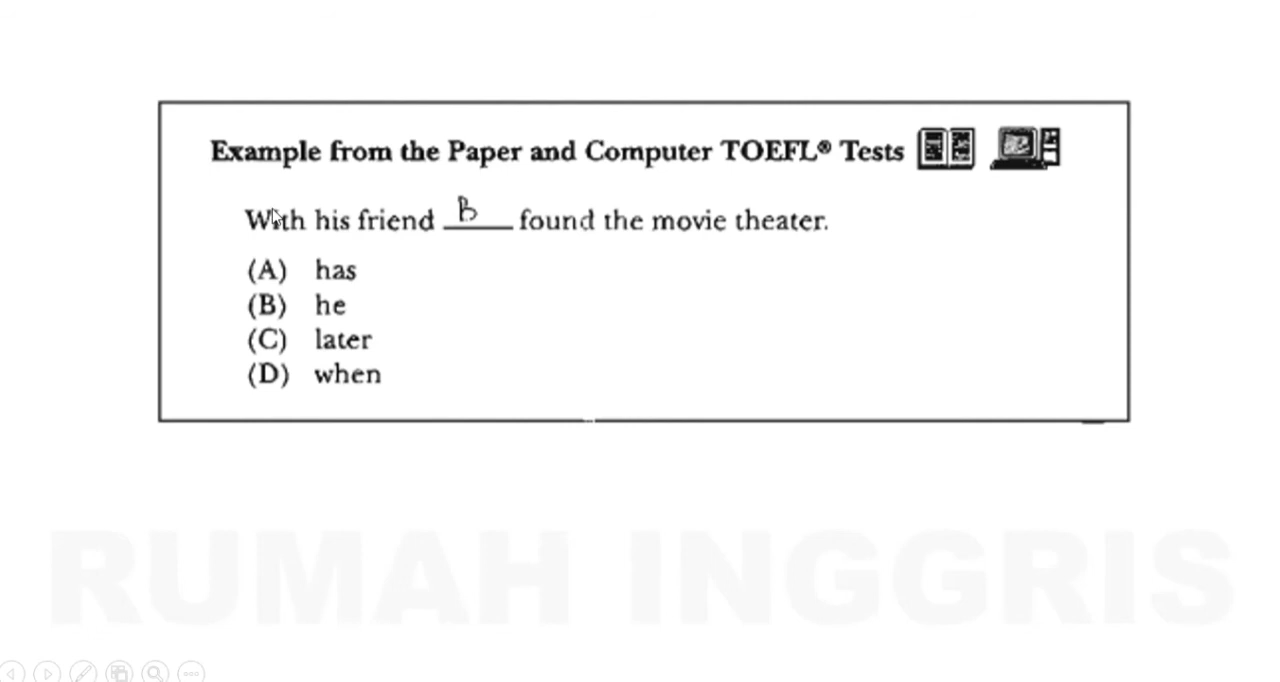 Example from the Paper and Computer TOEFL® Tests
With his friend B found the movie theater.
(A) has
(B) he
(C) later
(D) when
RUMAH INGGRIS